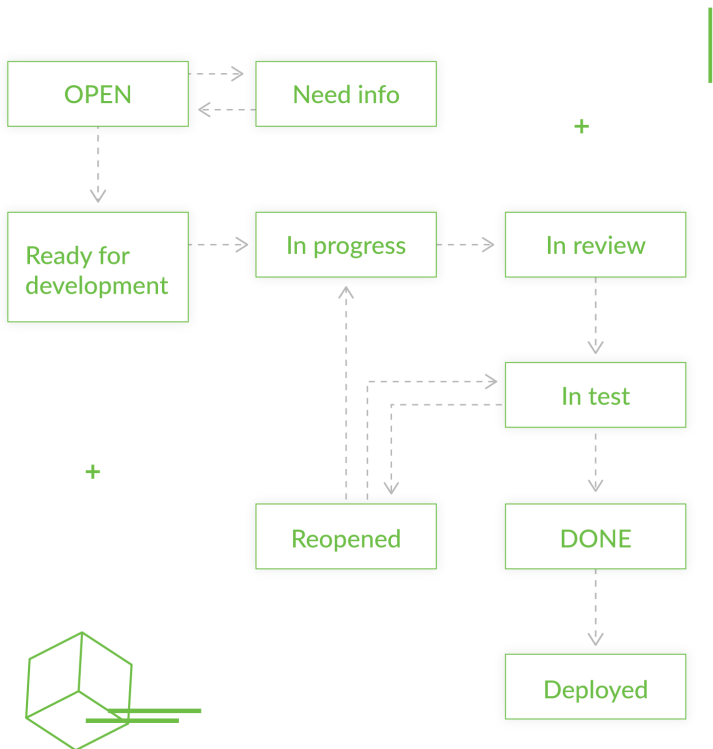 OPEN
Need info
Ready for
development
In progress
In review
In test
Reopened
DONE
Deployed